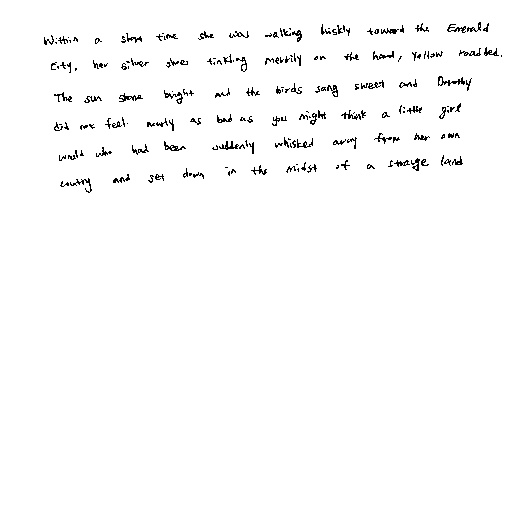 Within a short time she was walking briskly toward the Emerald
City, her silver shoes tinkling merrily on the hard, yellow roadbed.
The sun shone bright and the birds sang sweet and Dorothy
did not feel nearly as bad as you might think a little girl
would who had been suddenly whisked away from her own
coutry and set down in the midst of a strange land